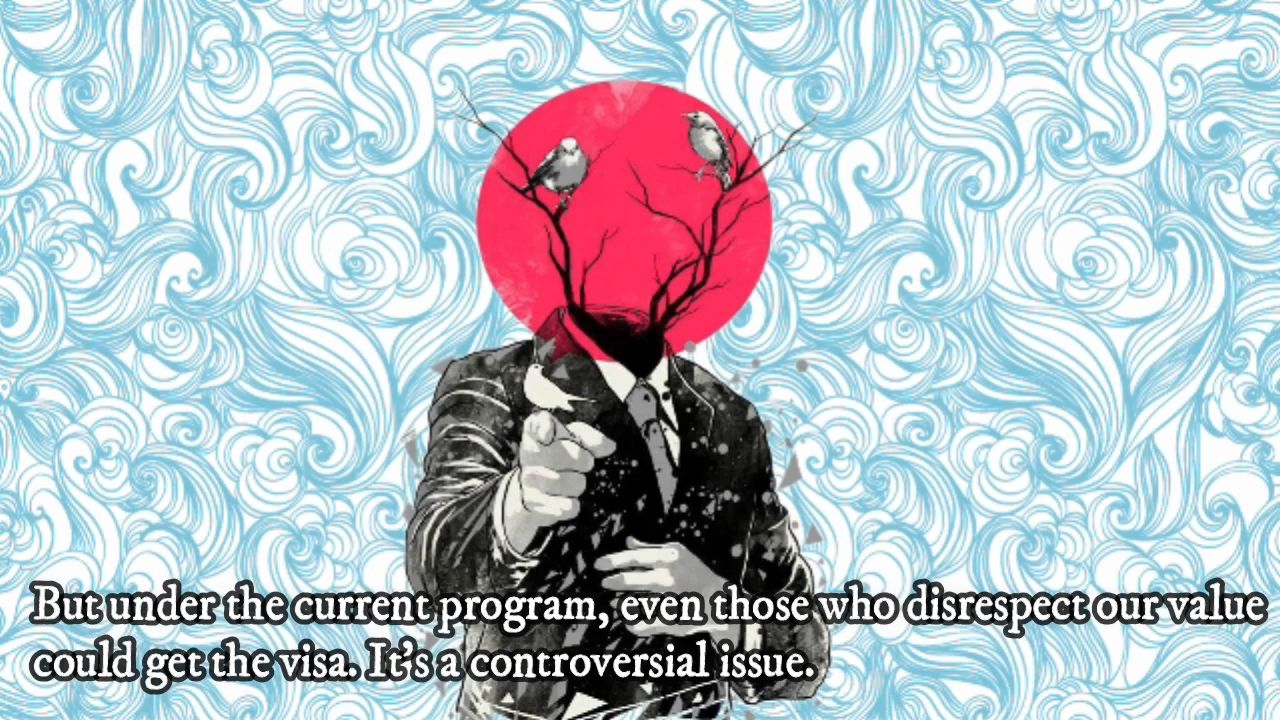 But under the current program, even those who disrespect our value
could get the visa. It's a controversial issue.